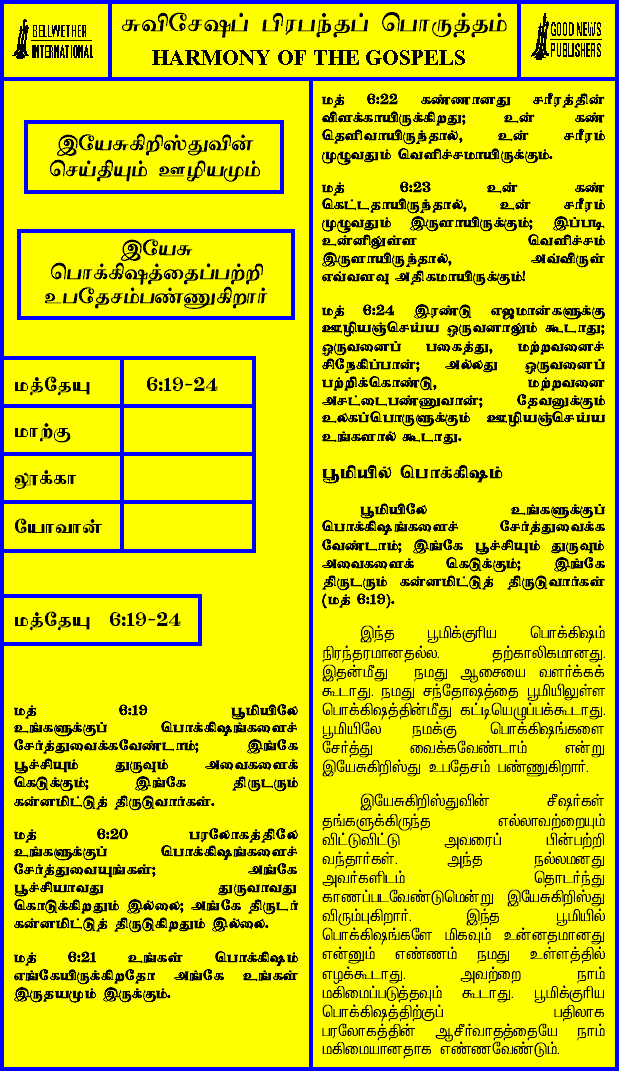 BELLWETHER
INTERNATIONAL
சுவிசேஷப் பிரபந்தப் பொருத்தம்
HARMONY OF THE GOSPELS
GOOD NEWS
PUBLISHERS
இயேசுகிறிஸ்துவின்
செய்தியும் ஊழியமும்
இயேசு
பொக்கிஷத்தைப்பற்றி
உபதேசம்பண்ணுகிறார்
மத்தேயு 6:19-24
மாற்கு
லூக்கா
யோவான்
மத்தேயு 6:19-24
மத் 6:19 பூமியிலே
உங்களுக்குப் பொக்கிஷங்களைச்
சேர்த்துவைக்கவேண்டாம்; இங்கே
பூச்சியும் துருவும் அவைகளைக்
கெடுக்கும்; இங்கே திருடரும்
கன்னமிட்டுத் திருடுவார்கள்.
மத் 6:20 பரலோகத்திலே
உங்களுக்குப் பொக்கிஷங்களைச்
சேர்த்துவையுங்கள்; அங்கே
பூச்சியாவது துருவாவது
கொடுக்கிறதும் இல்லை; அங்கே திருடர்
கன்னமிட்டுத் திருடுகிறதும் இல்லை.
மத் 6:21 உங்கள் பொக்கிஷம்
எங்கேயிருக்கிறதோ அங்கே உங்கள்
இருதயமும் இருக்கும்.
மத் 6:22 கண்ணானது சரீரத்தின்
விளக்காயிருக்கிறது; உன் கண்
தெளிவாயிருந்தால், உன் சரீரம்
முழுவதும் வெளிச்சமாயிருக்கும்.
மத் 6:23 உன் கண்
கெட்டதாயிருந்தால், உன் சரீரம்
முழுவதும் இருளாயிருக்கும்; இப்படி
உன்னிலுள்ள வெளிச்சம்
இருளாயிருந்தால், அவ்விருள்
எவ்வளவு அதிகமாயிருக்கும்!
மத் 6:24 இரண்டு எஜமான்களுக்கு
ஊழியஞ்செய்ய ஒருவனாலும் கூடாது;
ஒருவனைப் பகைத்து, மற்றவனைச்
சிநேகிப்பான்; அல்லது ஒருவனைப்
பற்றிக்கொண்டு, மற்றவனை
அசட்டைபண்ணுவான்; தேவனுக்கும்
உலகப்பொருளுக்கும் ஊழியஞ்செய்ய
உங்களால் கூடாது.
பூமியில் பொக்கிஷம்
பூமியிலே உங்களுக்குப்
பொக்கிஷங்களைச் சேர்த்துவைக்க
வேண்டாம்; இங்கே பூச்சியும் துருவும்
அவைகளைக் கெடுக்கும்; இங்கே
திருடரும் கன்னமிட்டுத் திருடுவார்கள்
(மத் 6:19).
இந்த பூமிக்குரிய பொக்கிஷம்
நிரந்தரமானதல்ல. தற்காலிகமானது.
இதன்மீது நமது ஆசையை வளர்க்கக்
கூடாது. நமது சந்தோஷத்தை பூமியிலுள்ள
பொக்கிஷத்தின்மீது கட்டியெழுப்பக்கூடாது.
பூமியிலே நமக்கு பொக்கிஷங்களை
சேர்த்து வைக்கவேண்டாம் என்று
இயேசுகிறிஸ்து உபதேசம் பண்ணுகிறார்.
இயேசுகிறிஸ்துவின் சீஷர்கள்
தங்களுக்கிருந்த எல்லாவற்றையும்
விட்டுவிட்டு அவரைப் பின்பற்றி
வந்தார்கள். அந்த நல்லமனது
அவர்களிடம் தொடர்ந்து
காணப்படவேண்டுமென்று இயேசுகிறிஸ்து
விரும்புகிறார். இந்த பூமியில்
பொக்கிஷங்களே மிகவும் உன்னதமானது
என்னும் எண்ணம் நமது உள்ளத்தில்
எழக்கூடாது. அவற்றை நாம்
மகிமைப்படுத்தவும் கூடாது. பூமிக்குரிய
பொக்கிஷத்திற்குப் பதிலாக
பரலோகத்தின் ஆசீர்வாதத்தையே நாம்
மகிமையானதாக எண்ணவேண்டும்.